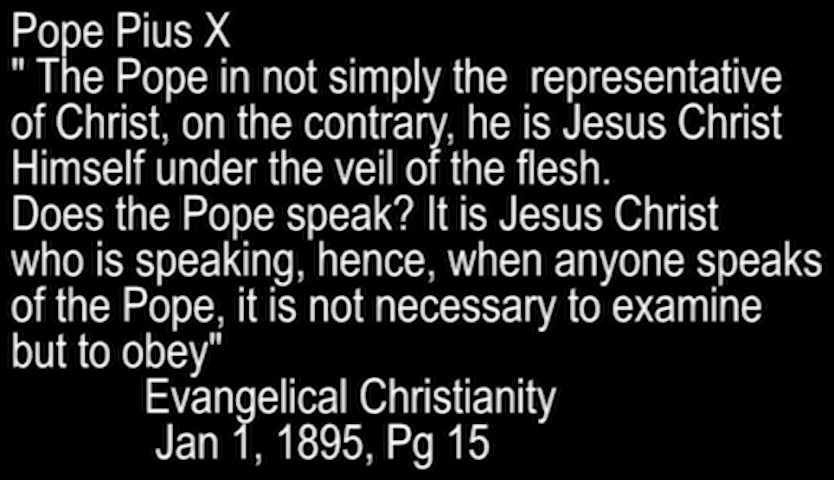 Pope Pius X
" The Pope in not simply the representative
of Christ, on the contrary, he is Jesus Christ
Himself under the veil of the flesh.
Does the Pope speak? It is Jesus Christ
who is speaking, hence, when anyone speaks
of the Pope, it is not necessary to examine
but to obey"
Evangelical Christianity
Jan 1, 1895, Pg 15